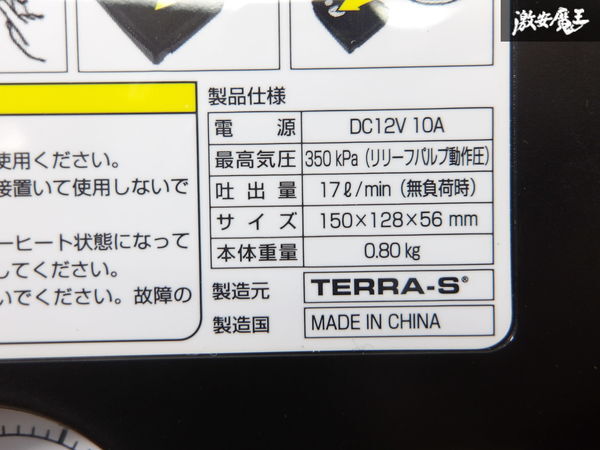 激安魔王
製品仕様
電源 DC12V 10A
最高気圧 350 kPa (リリーフバルブ動作圧)
吐出量 17ℓ/min (無負荷時)
サイズ 150×128×56 mm
本体重量 0.80kg
製造元 TERRA-S®
製造国 MADE IN CHINA
使用ください。
接置いて使用しないで
ーヒート状態になって
してください。
いでください。故障の